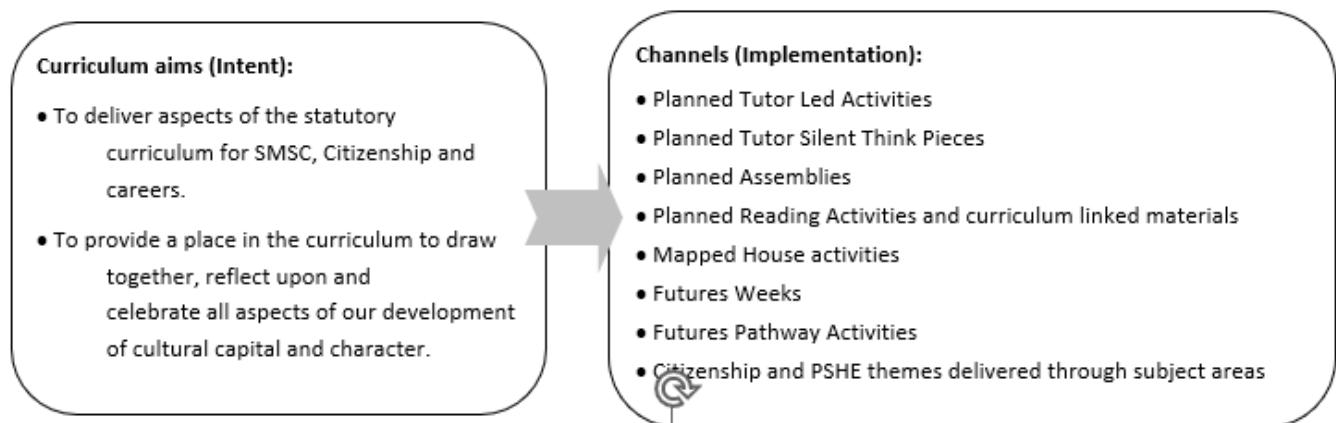 Curriculum aims (Intent):
• To deliver aspects of the statutory
curriculum for SMSC, Citizenship and
careers.
• To provide a place in the curriculum to draw
together, reflect upon and
celebrate all aspects of our development
of cultural capital and character.
Channels (Implementation):
• Planned Tutor Led Activities
• Planned Tutor Silent Think Pieces
• Planned Assemblies
• Planned Reading Activities and curriculum linked materials
• Mapped House activities
• Futures Weeks
• Futures Pathway Activities
• Citizenship and PSHE themes delivered through subject areas